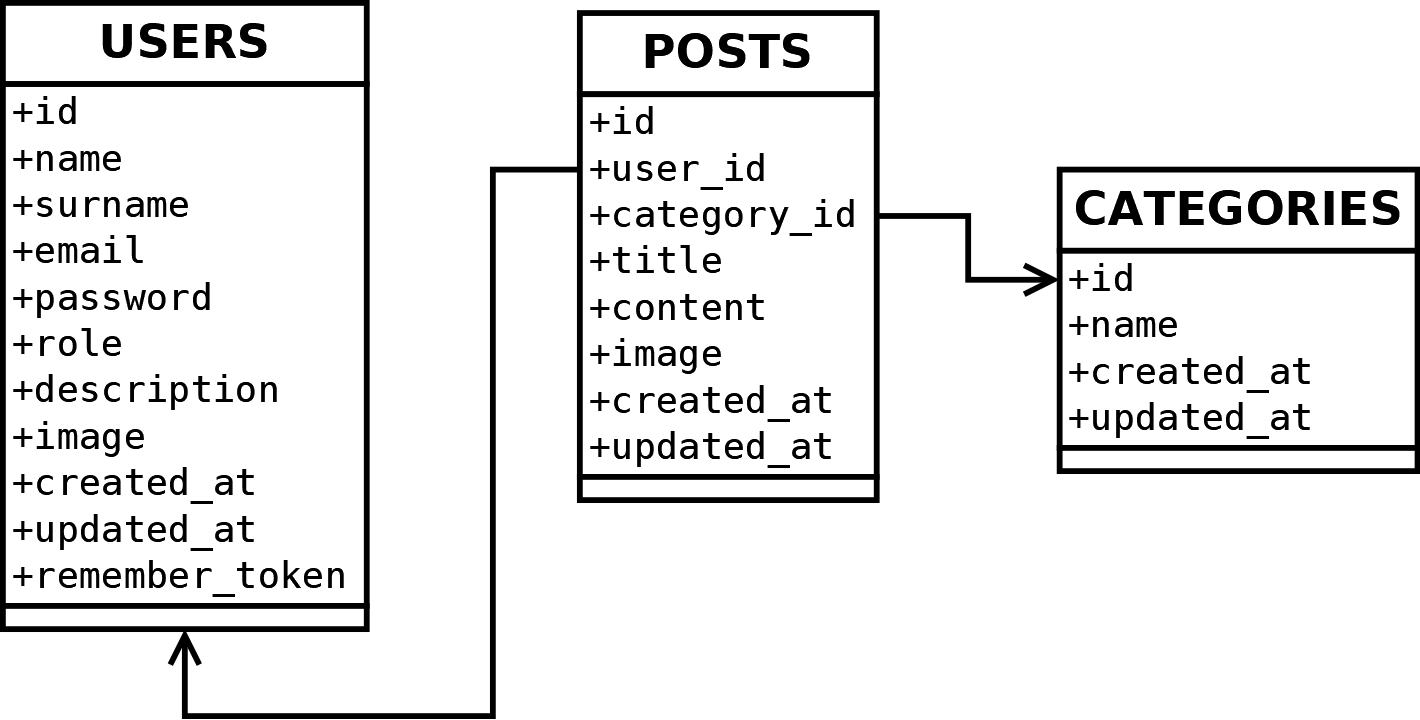 USERS
+id
+name
+surname
+email
+password
+role
+description
+image
+created_at
+updated_at
+remember_token
POSTS
+id
+user_id
+category_id
+title
+content
+image
+created_at
+updated_at
CATEGORIES
+id
+name
+created_at
+updated_at